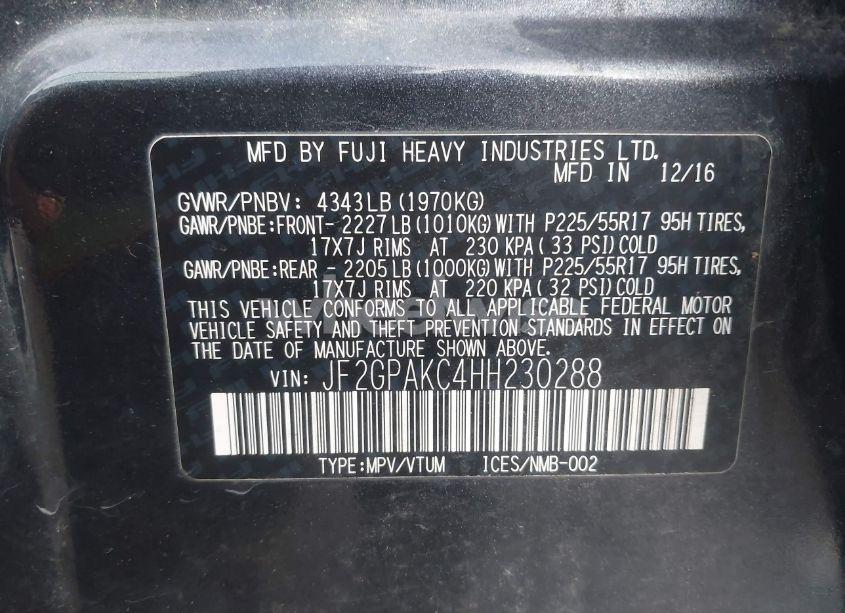 MFD BY FUJI HEAVY INDUSTRIES LTD.
MFD IN 12/16
GVWR/PNBV: 4343LB (1970KG)
GAWR/PNBE:FRONT- 2227LB (1010KG) WITH P225/55R17 95H TIRES,
17X7J RIMS AT 230 KPA ( 33 PSI) COLD
GAWR/PNBE:REAR - 2205LB (1000KG) WITH P225/55R17 95H TIRES,
17X7J RIMS AT 220 KPA ( 32 PSI) COLD
THIS VEHICLE CONFORMS TO ALL APPLICABLE FEDERAL MOTOR
VEHICLE SAFETY AND THEFT PREVENTION STANDARDS IN EFFECT ON
THE DATE OF MANUFACTURE SHOWN ABOVE.
VIN: JF2GPAKC4HH230288
TYPE:MPV/VTUM ICES/NMB-002